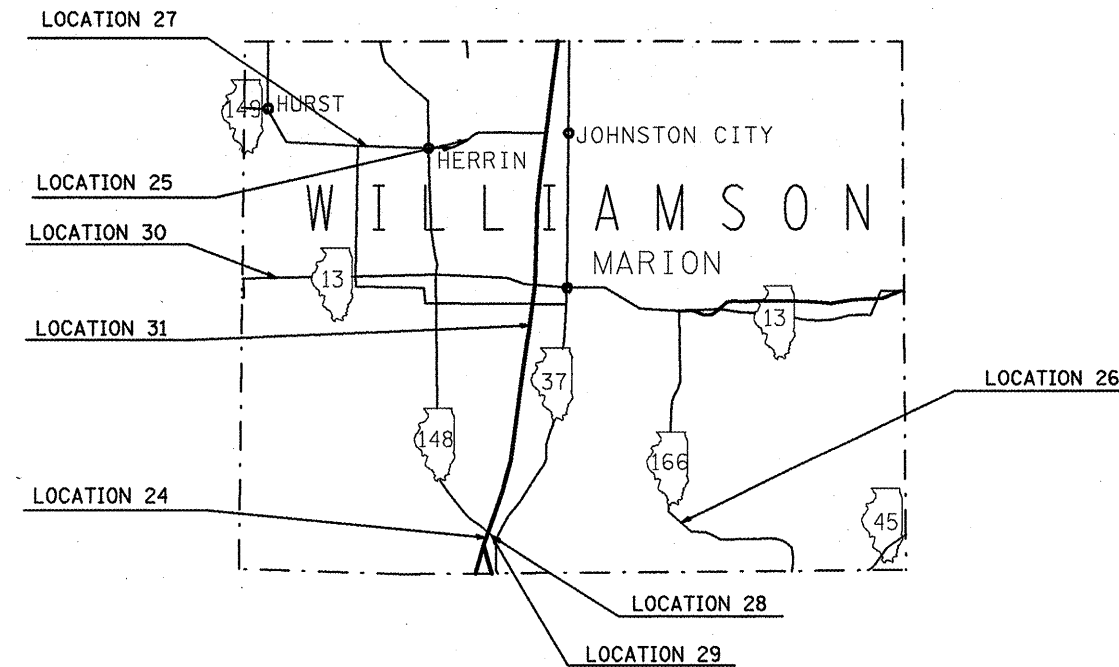 LOCATION 27
149
HURST
JOHNSTON CITY
HERRIN
LOCATION 25
WILLIAMSON
LOCATION 30
13
MARION
LOCATION 31
13
37
LOCATION 26
148
166
LOCATION 24
45
LOCATION 28
LOCATION 29